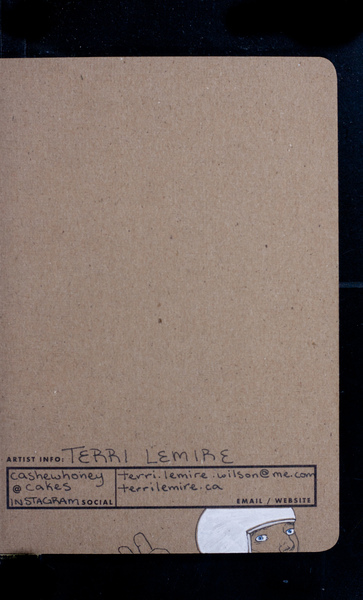 ARTIST INFO: TERRI LEMIRE
cashewhoney
@ cakes
INSTAGRAM SOCIAL
terri.lemire.wilson@me.com
terrilemire.ca
EMAIL / WEBSITE